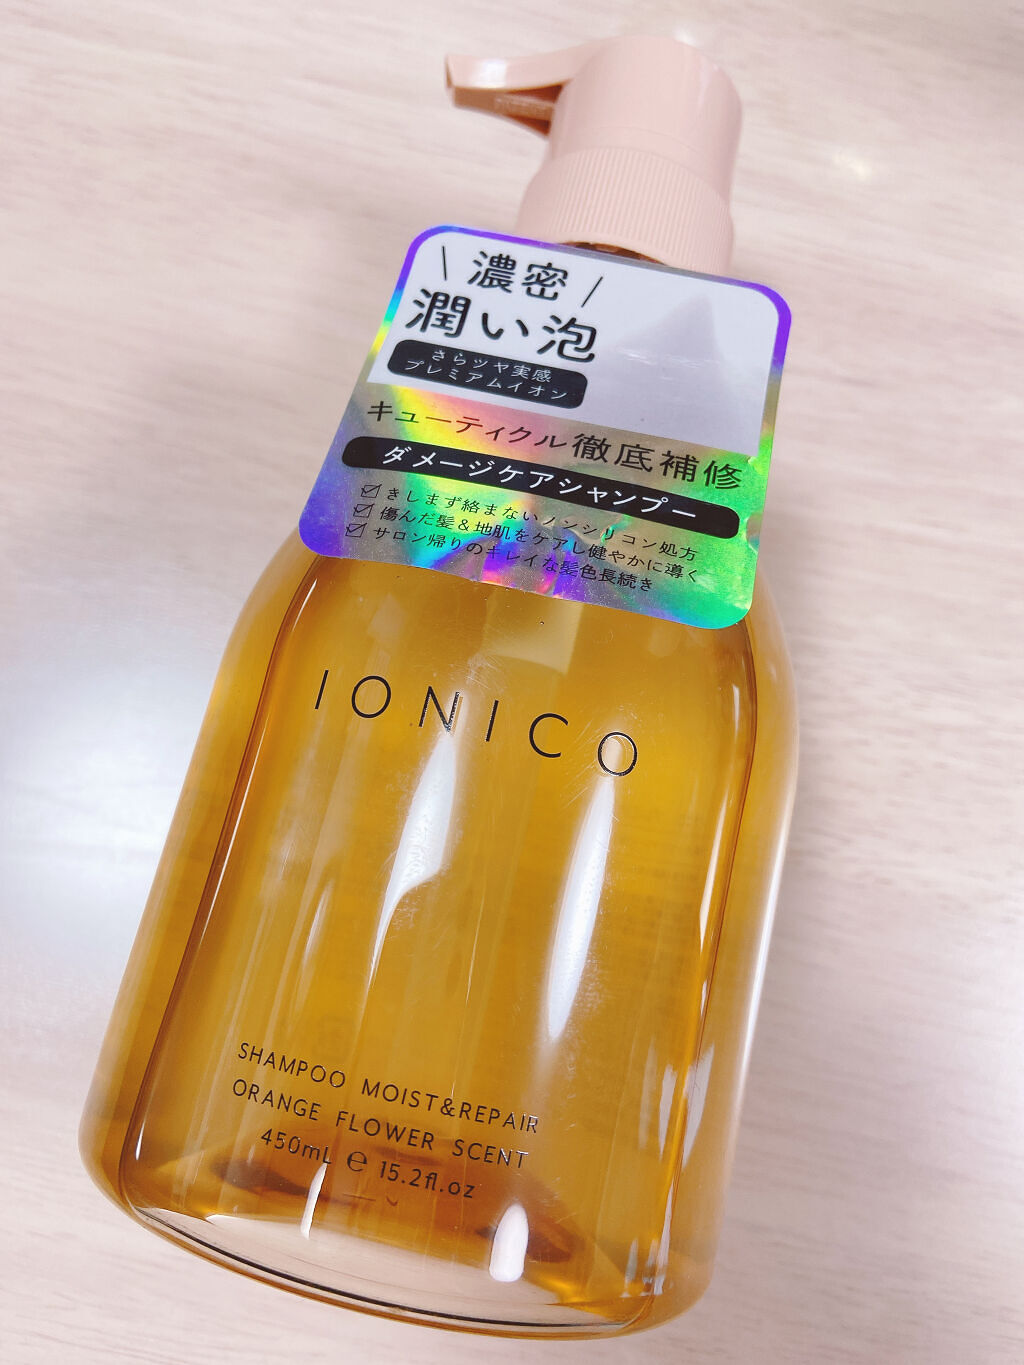 \ 濃密 /
潤い泡
さらツヤ実感
プレミアムイオン
キューティクル徹底補修
ダメージケアシャンプー
☑ きしまず絡まないノンシリコン処方
☑ 傷んだ髪&地肌をケアし健やかに導く
☑ サロン帰りのキレイな髪色長続き
IONICO
SHAMPOO MOIST&REPAIR
ORANGE FLOWER SCENT
450mL ℮ 15.2fl.oz